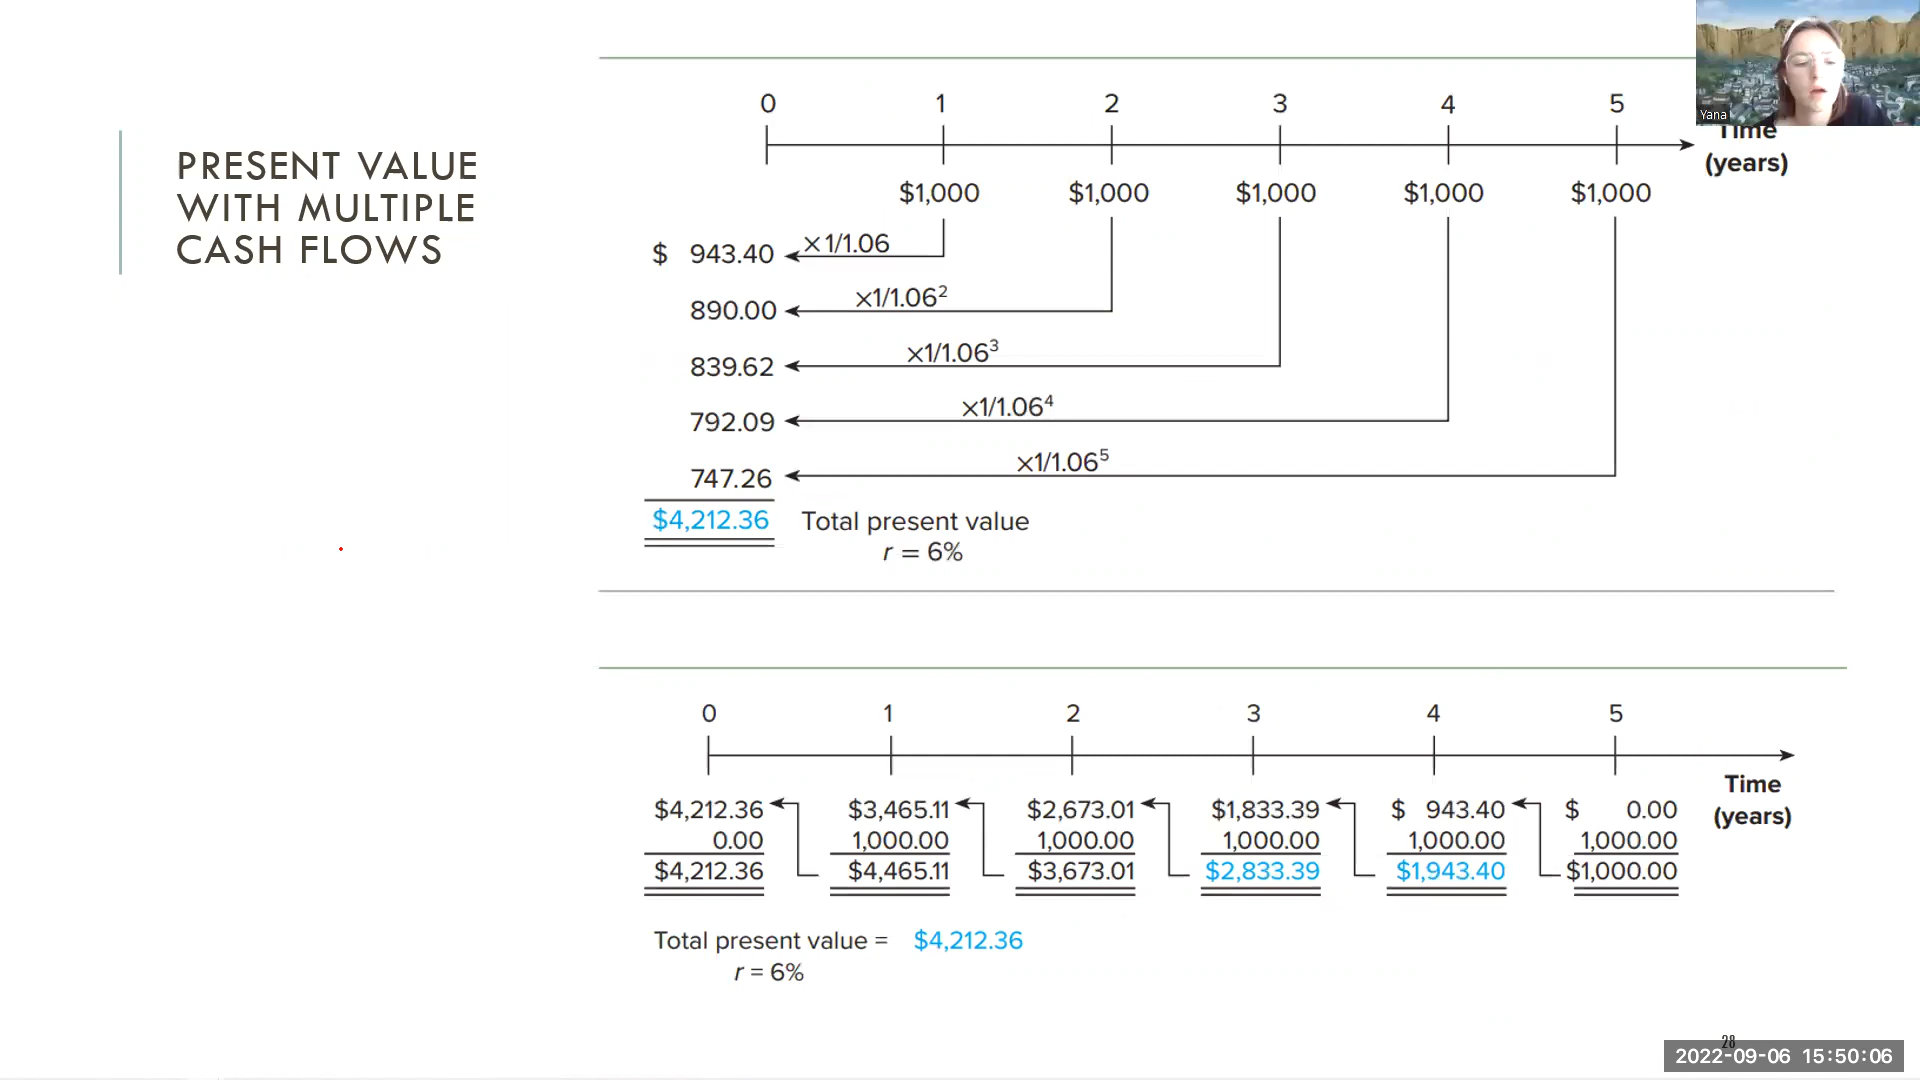 PRESENT VALUE
WITH MULTIPLE
CASH FLOWS
Yana
0 1 2 3 4 5
Time
(years)
$1,000 $1,000 $1,000 $1,000 $1,000
$ 943.40 ×1/1.06
890.00 ×1/1.06²
839.62 ×1/1.06³
792.09 ×1/1.06⁴
747.26 ×1/1.06⁵
$4,212.36 Total present value
r = 6%
0 1 2 3 4 5
Time
(years)
$4,212.36 $3,465.11 $2,673.01 $1,833.39 $ 943.40 $ 0.00
0.00 1,000.00 1,000.00 1,000.00 1,000.00 1,000.00
$4,212.36 $4,465.11 $3,673.01 $2,833.39 $1,943.40 $1,000.00
Total present value = $4,212.36
r = 6%
28
2022-09-06 15:50:06